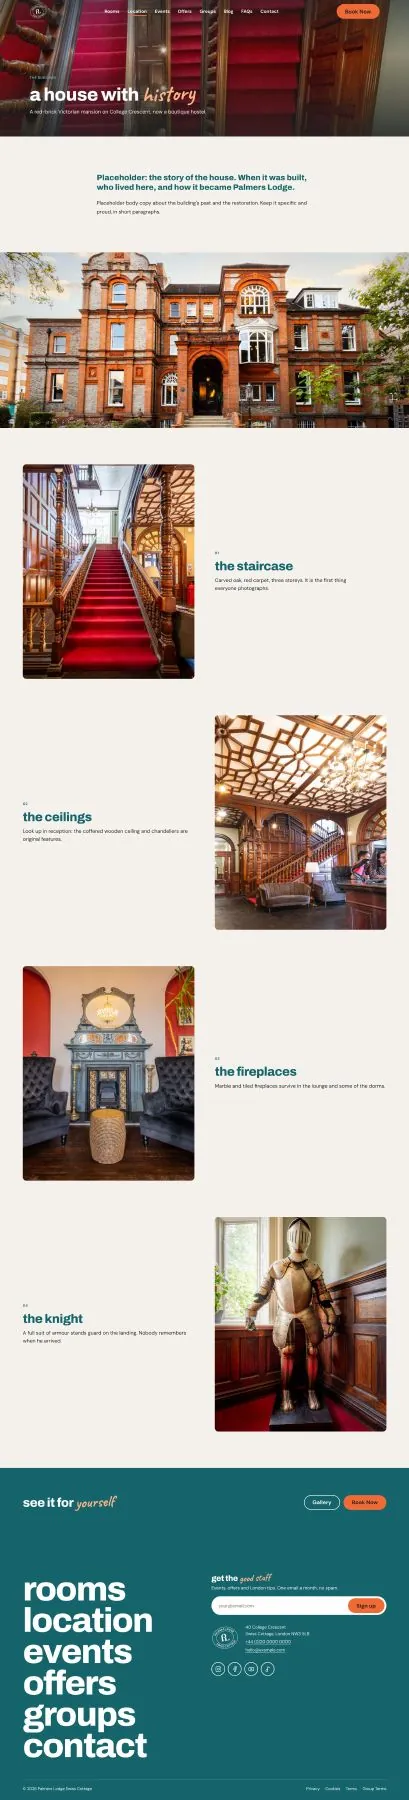 Rooms Location Events Offers Groups Blog FAQs Contact
Book Now
THE BUILDING
a house with history
A red-brick Victorian mansion on College Crescent, now a boutique hostel.
Placeholder: the story of the house. When it was built,
who lived here, and how it became Palmers Lodge.
Placeholder body copy about the building's past and the restoration. Keep it specific and
proud, in short paragraphs.
01
the staircase
Carved oak, red carpet, three storeys. It is the first thing
everyone photographs.
02
the ceilings
Look up in reception: the coffered wooden ceiling and chandeliers are
original features.
03
the fireplaces
Marble and tiled fireplaces survive in the lounge and some of the dorms.
04
the knight
A full suit of armour stands guard on the landing. Nobody remembers
when he arrived.
see it for yourself
Gallery
Book Now
rooms
location
events
offers
groups
contact
get the good stuff
Events, offers and London tips. One email a month, no spam.
your@email.com
Sign up
40 College Crescent
Swiss Cottage, London NW3 5LB
+44 (0)20 0000 0000
hello@example.com
© 2026 Palmers Lodge Swiss Cottage
Privacy Cookies Terms Group Terms